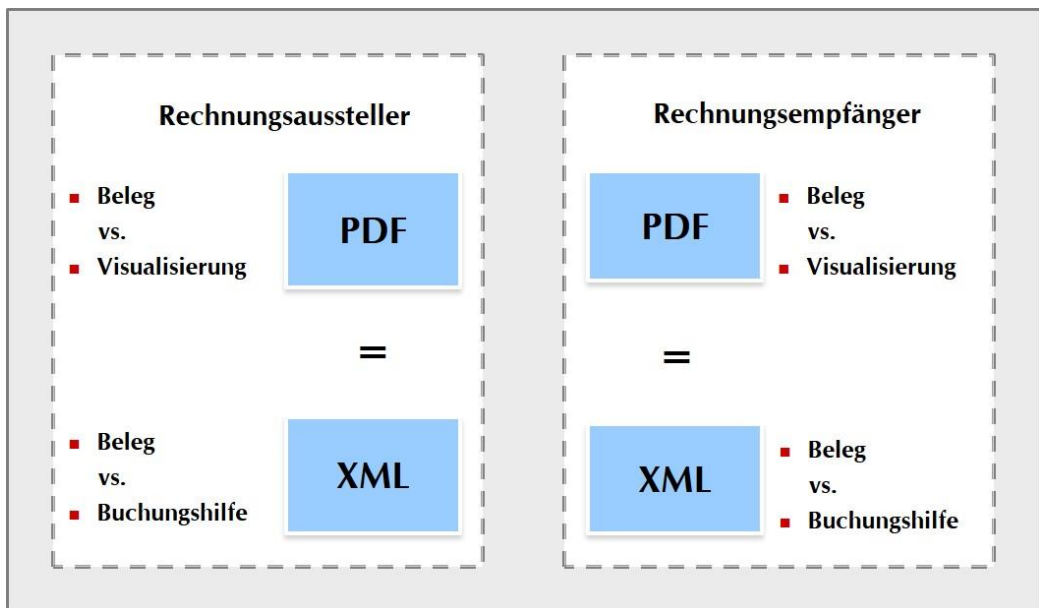 Rechnungsaussteller
▪ Beleg
vs.
▪ Visualisierung
PDF
=
▪ Beleg
vs.
▪ Buchungshilfe
XML
Rechnungsempfänger
PDF
▪ Beleg
vs.
▪ Visualisierung
=
XML
▪ Beleg
vs.
▪ Buchungshilfe